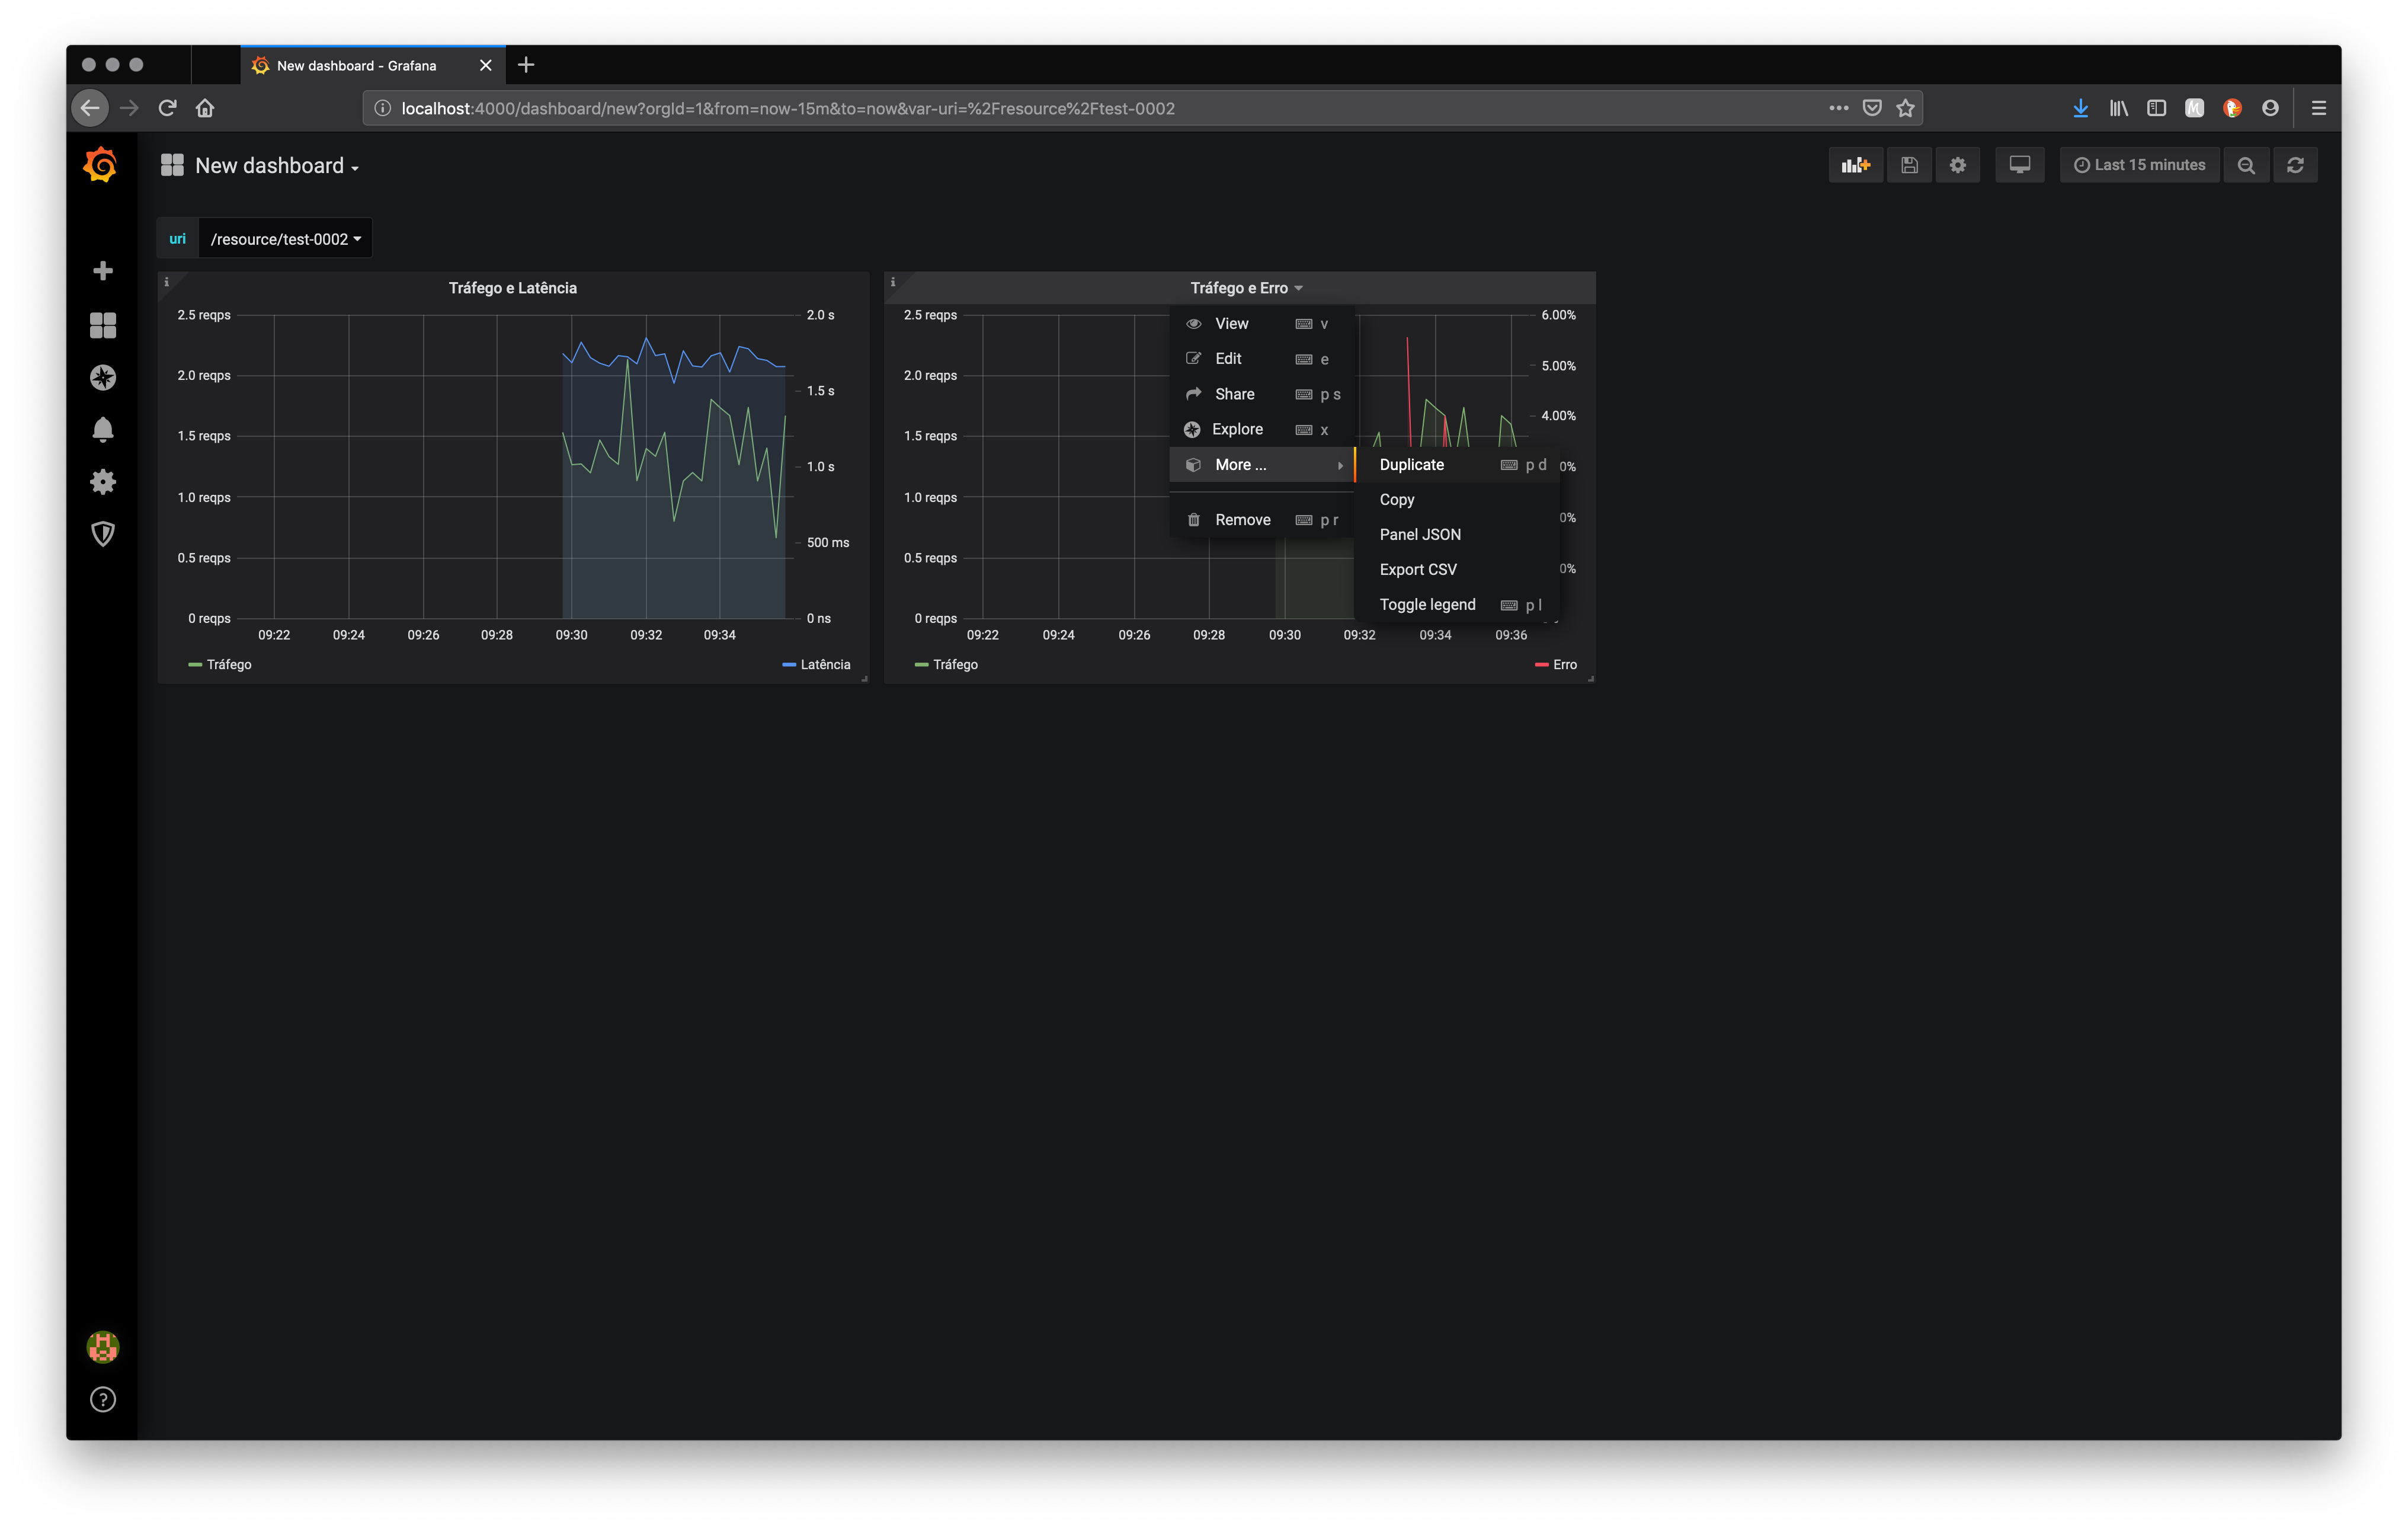 New dashboard - Grafana
localhost:4000/dashboard/new?orgId=1&from=now-15m&to=now&var-uri=%2Fresource%2Ftest-0002
New dashboard
Last 15 minutes
uri /resource/test-0002
Tráfego e Latência
2.5 reqps
2.0 reqps
1.5 reqps
1.0 reqps
0.5 reqps
0 reqps
2.0 s
1.5 s
1.0 s
500 ms
0 ns
09:22 09:24 09:26 09:28 09:30 09:32 09:34
Tráfego Latência
Tráfego e Erro
2.5 reqps
2.0 reqps
1.5 reqps
1.0 reqps
0.5 reqps
0 reqps
6.00%
5.00%
4.00%
0%
0%
0%
View v
Edit e
Share p s
Explore x
More ...
Remove p r
Duplicate p d
Copy
Panel JSON
Export CSV
Toggle legend p l
09:22 09:24 09:26 09:28 09:30 09:32 09:34 09:36
Tráfego Erro